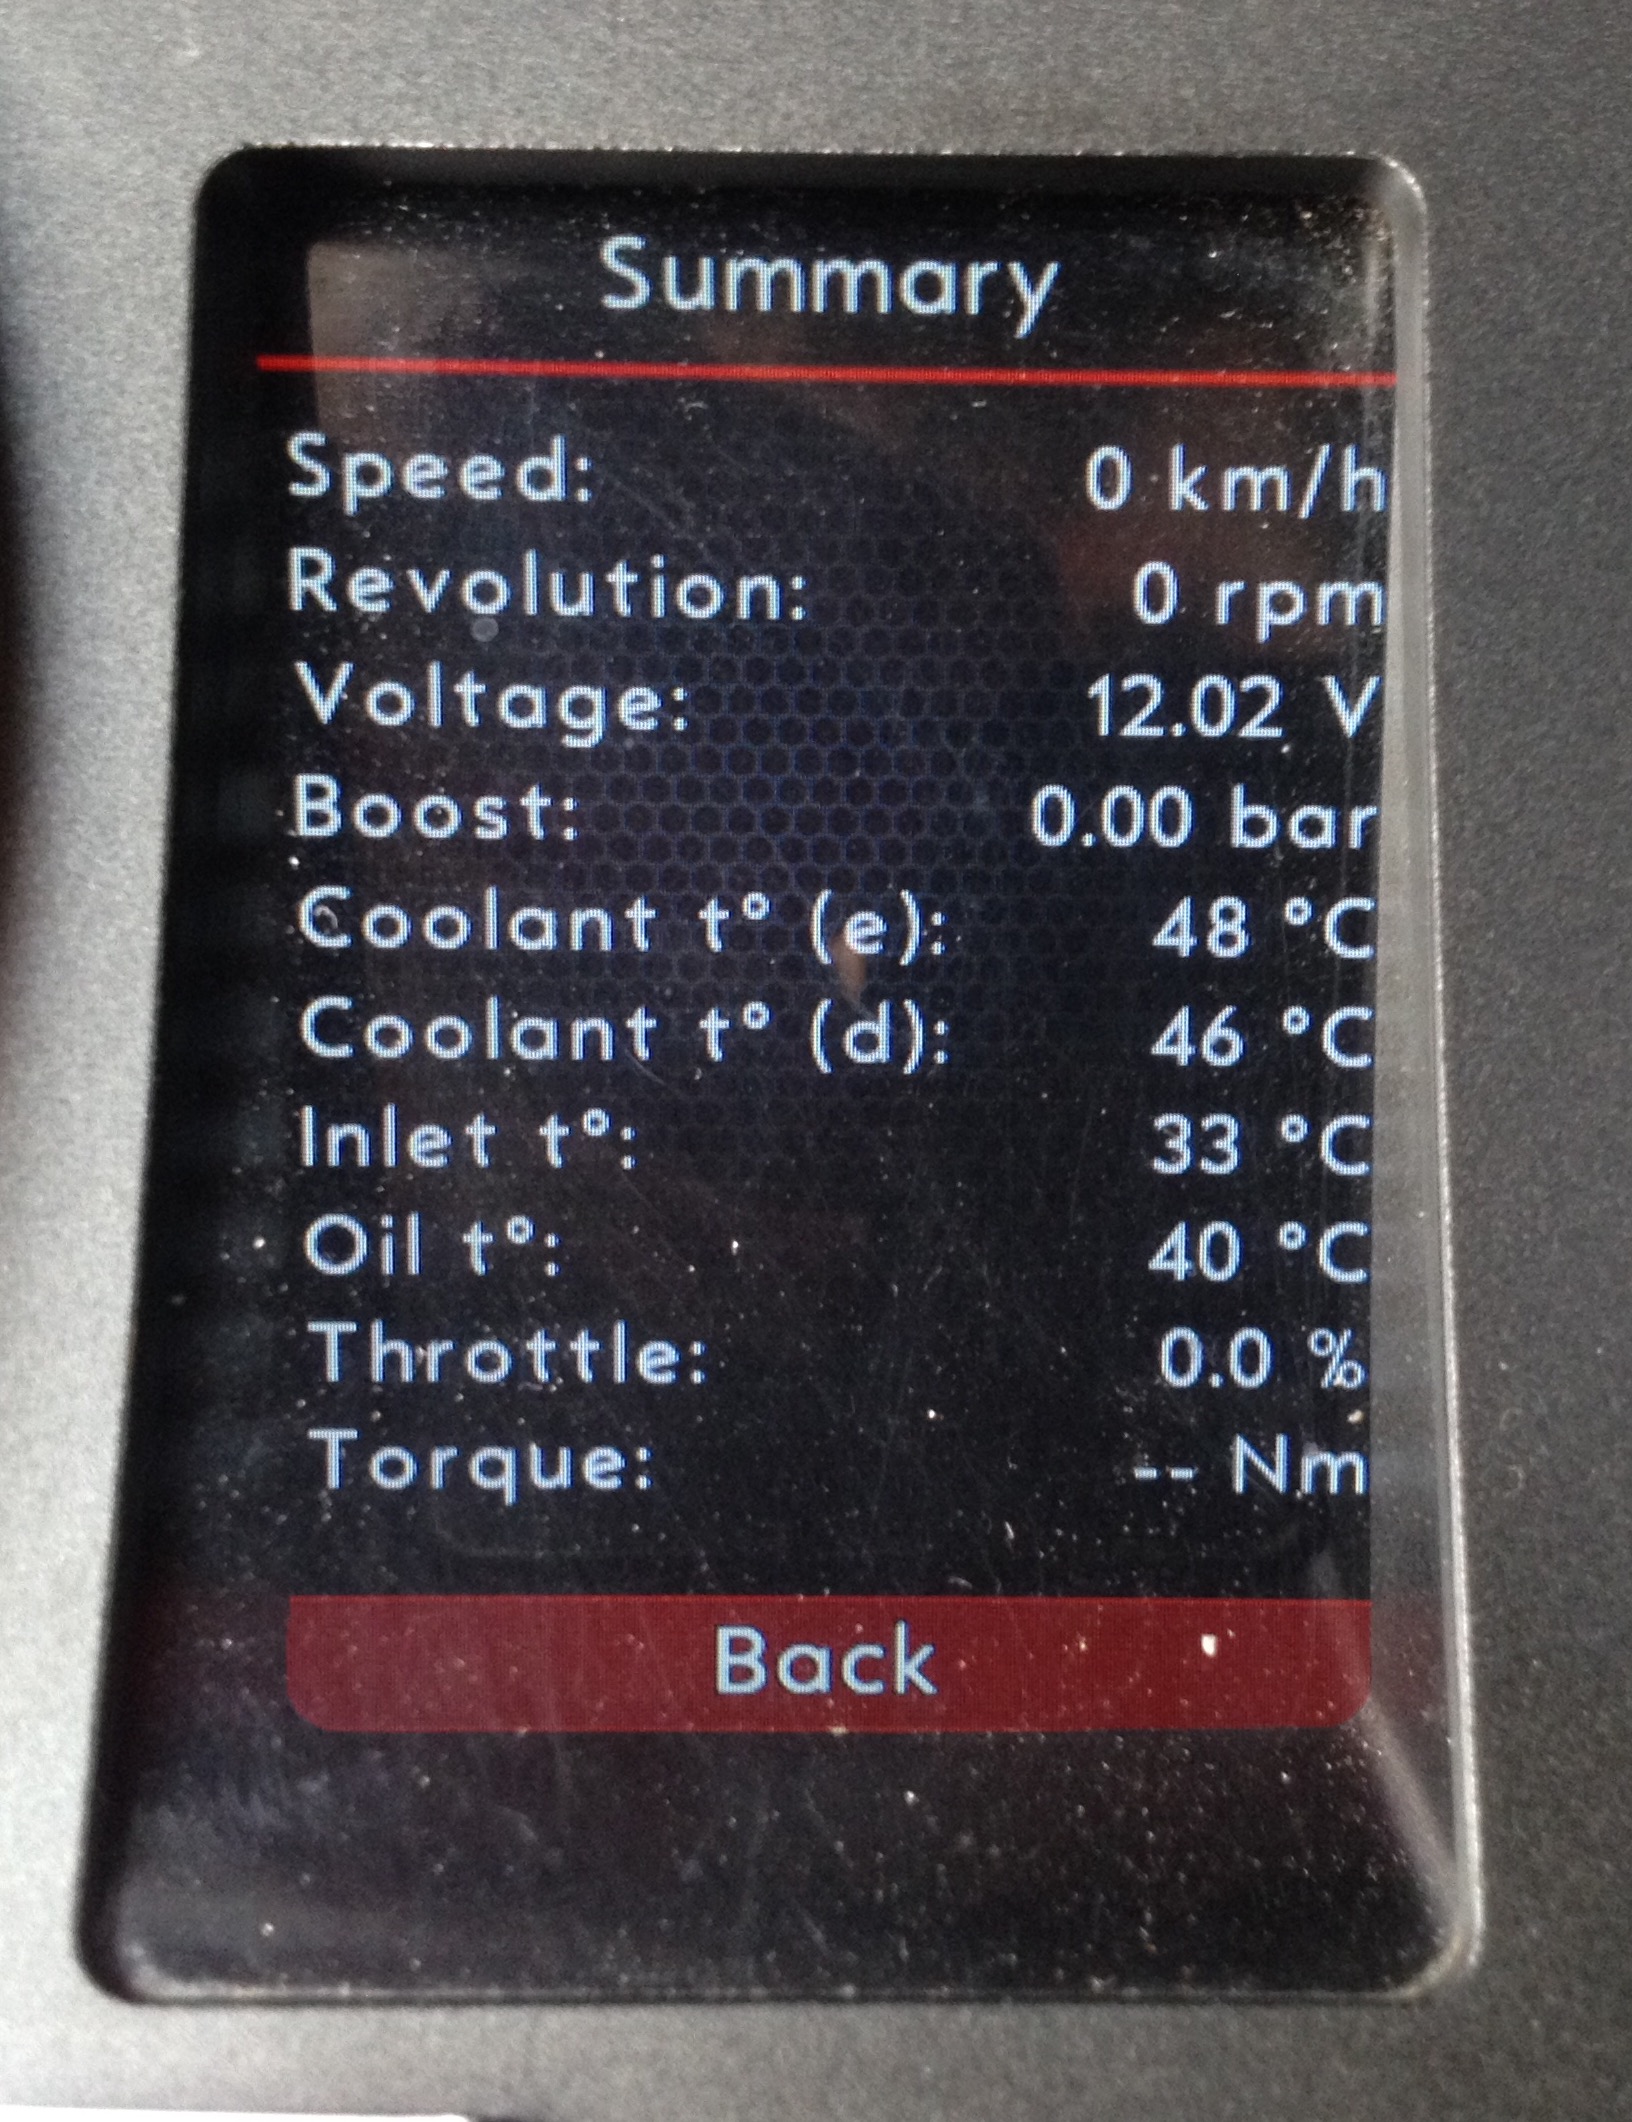 Summary
Speed: 0 km/h
Revolution: 0 rpm
Voltage: 12.02 V
Boost: 0.00 bar
Coolant t° (e): 48 °C
Coolant t° (d): 46 °C
Inlet t°: 33 °C
Oil t°: 40 °C
Throttle: 0.0 %
Torque: -- Nm
Back